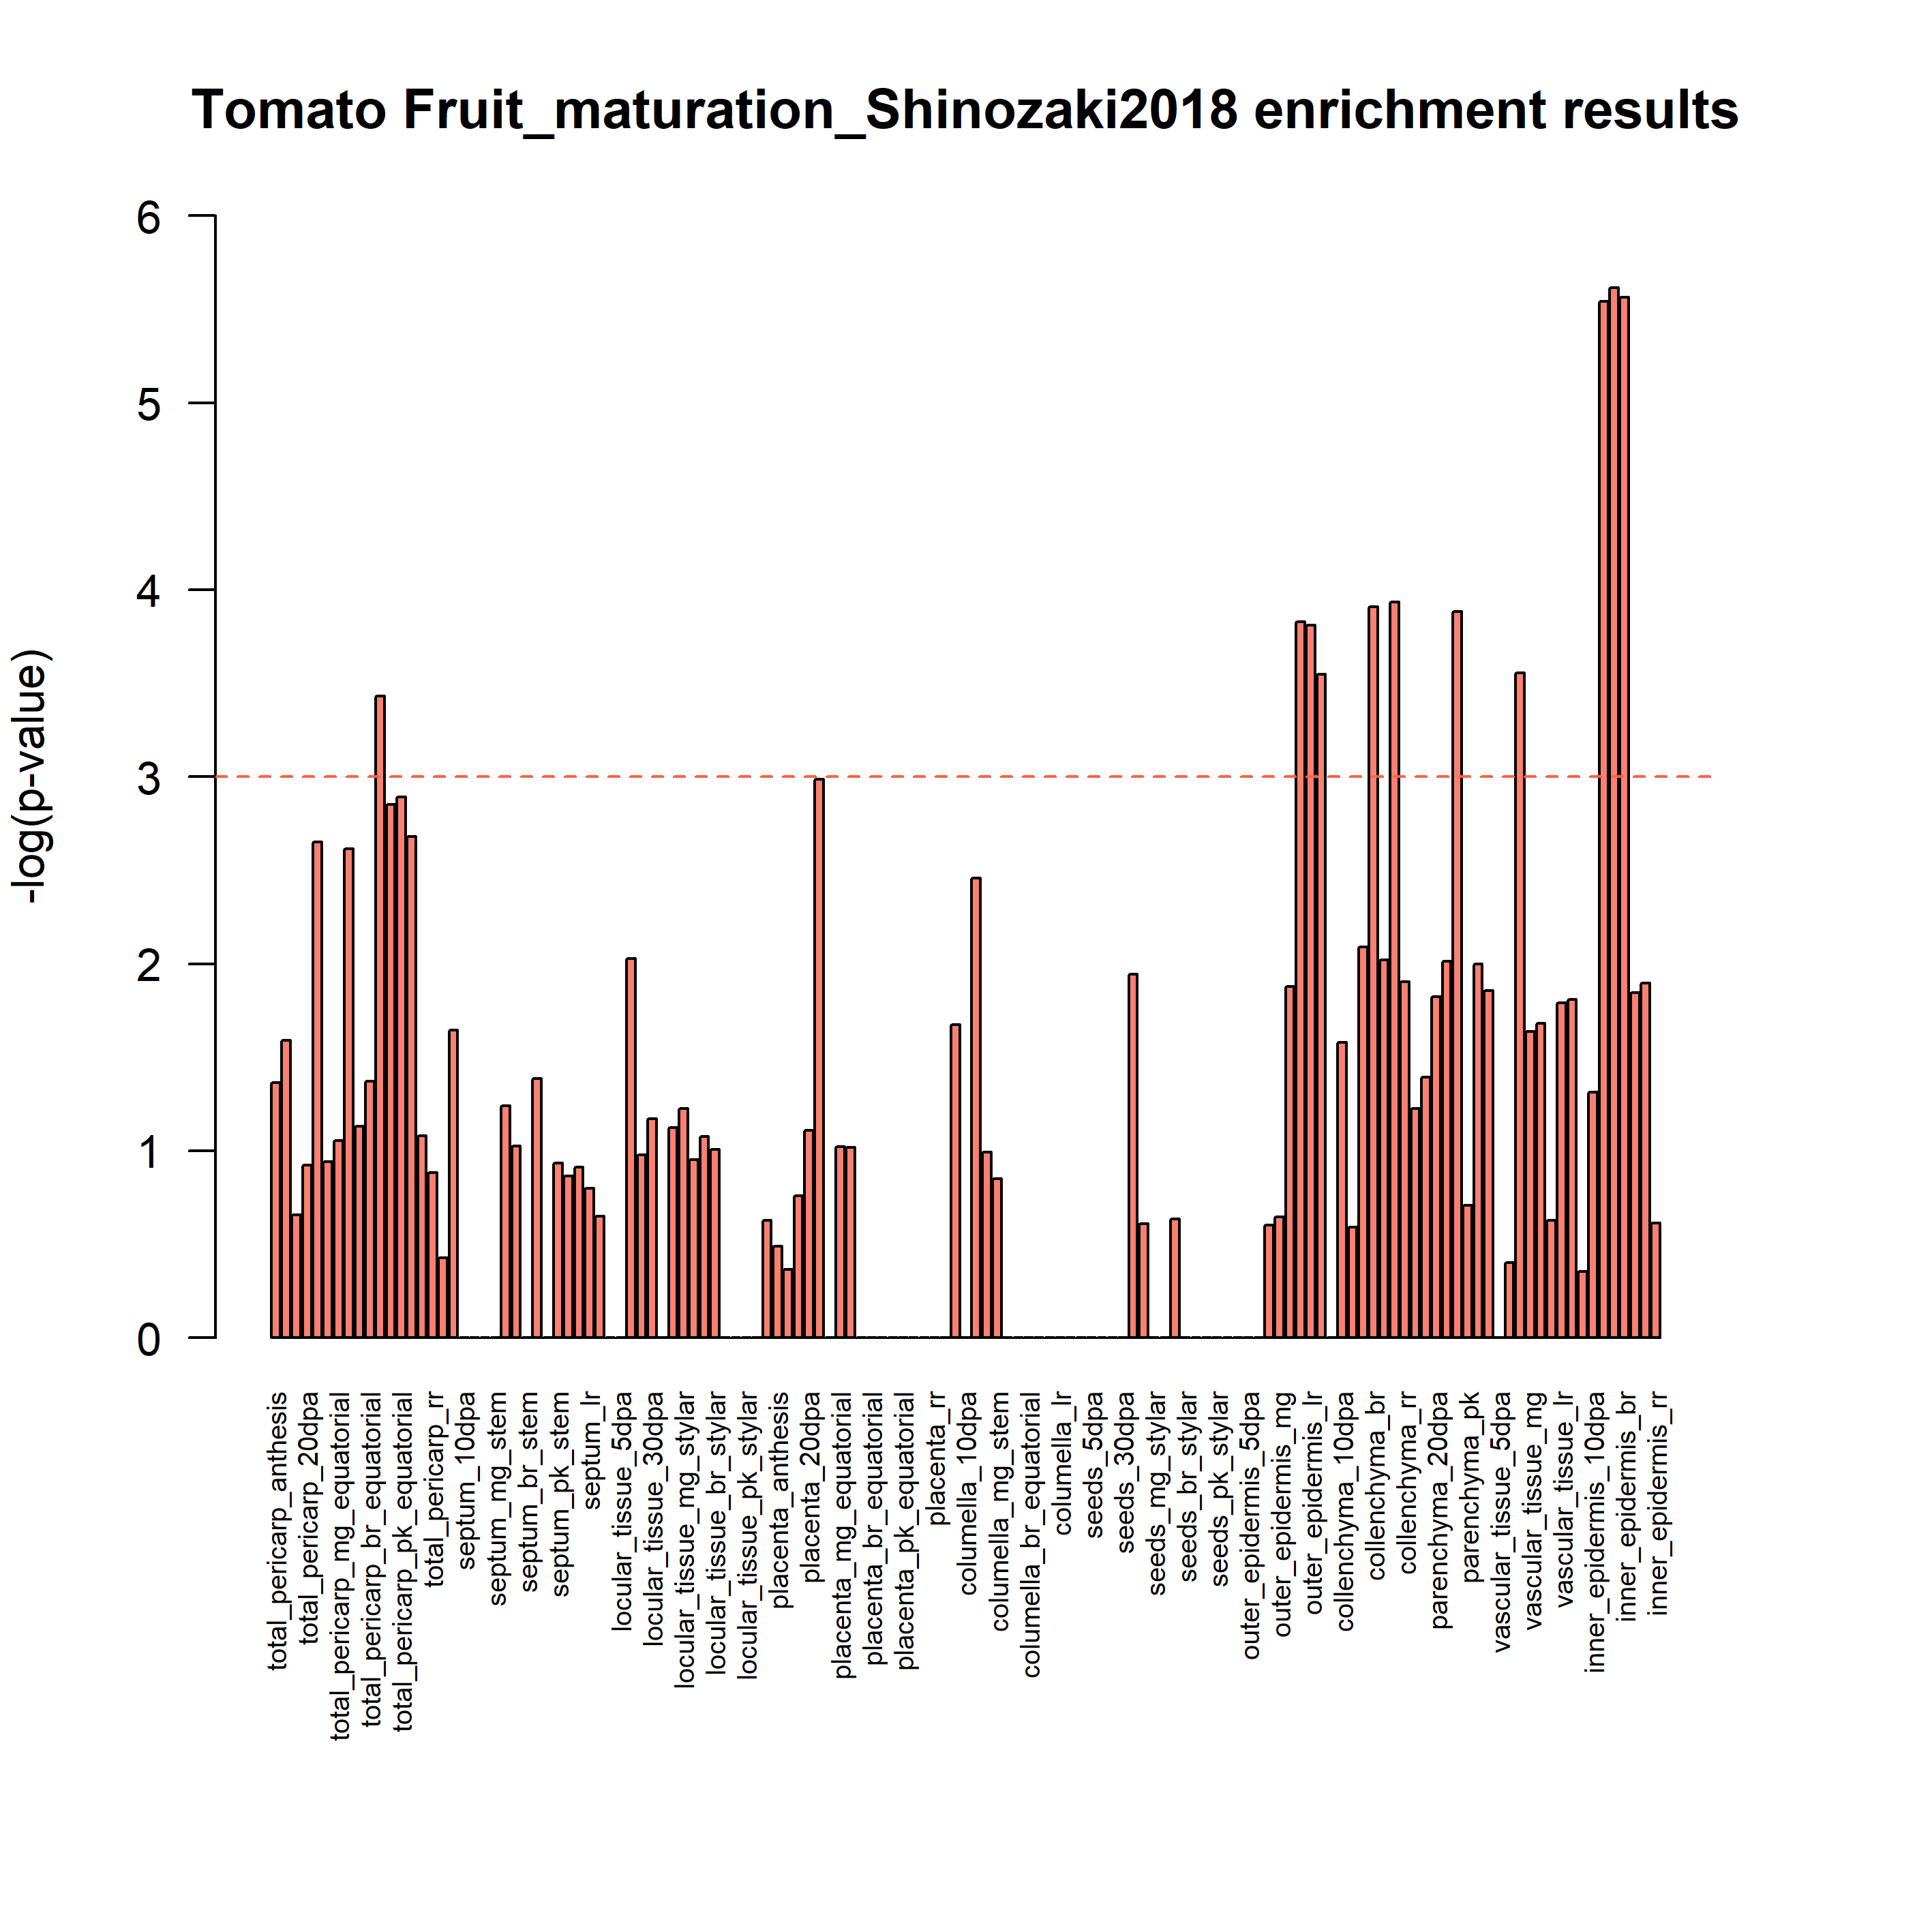 Tomato Fruit_maturation_Shinozaki2018 enrichment results
-log(p-value)
6
5
4
3
2
1
0
total_pericarp_anthesis
total_pericarp_20dpa
total_pericarp_mg_equatorial
total_pericarp_br_equatorial
total_pericarp_pk_equatorial
total_pericarp_rr
septum_10dpa
septum_mg_stem
septum_br_stem
septum_pk_stem
septum_lr
locular_tissue_5dpa
locular_tissue_30dpa
locular_tissue_mg_stylar
locular_tissue_br_stylar
locular_tissue_pk_stylar
placenta_anthesis
placenta_20dpa
placenta_mg_equatorial
placenta_br_equatorial
placenta_pk_equatorial
placenta_rr
columella_10dpa
columella_mg_stem
columella_br_equatorial
columella_lr
seeds_5dpa
seeds_30dpa
seeds_mg_stylar
seeds_br_stylar
seeds_pk_stylar
outer_epidermis_5dpa
outer_epidermis_mg
outer_epidermis_lr
collenchyma_10dpa
collenchyma_br
collenchyma_rr
parenchyma_20dpa
parenchyma_pk
vascular_tissue_5dpa
vascular_tissue_mg
vascular_tissue_lr
inner_epidermis_10dpa
inner_epidermis_br
inner_epidermis_rr